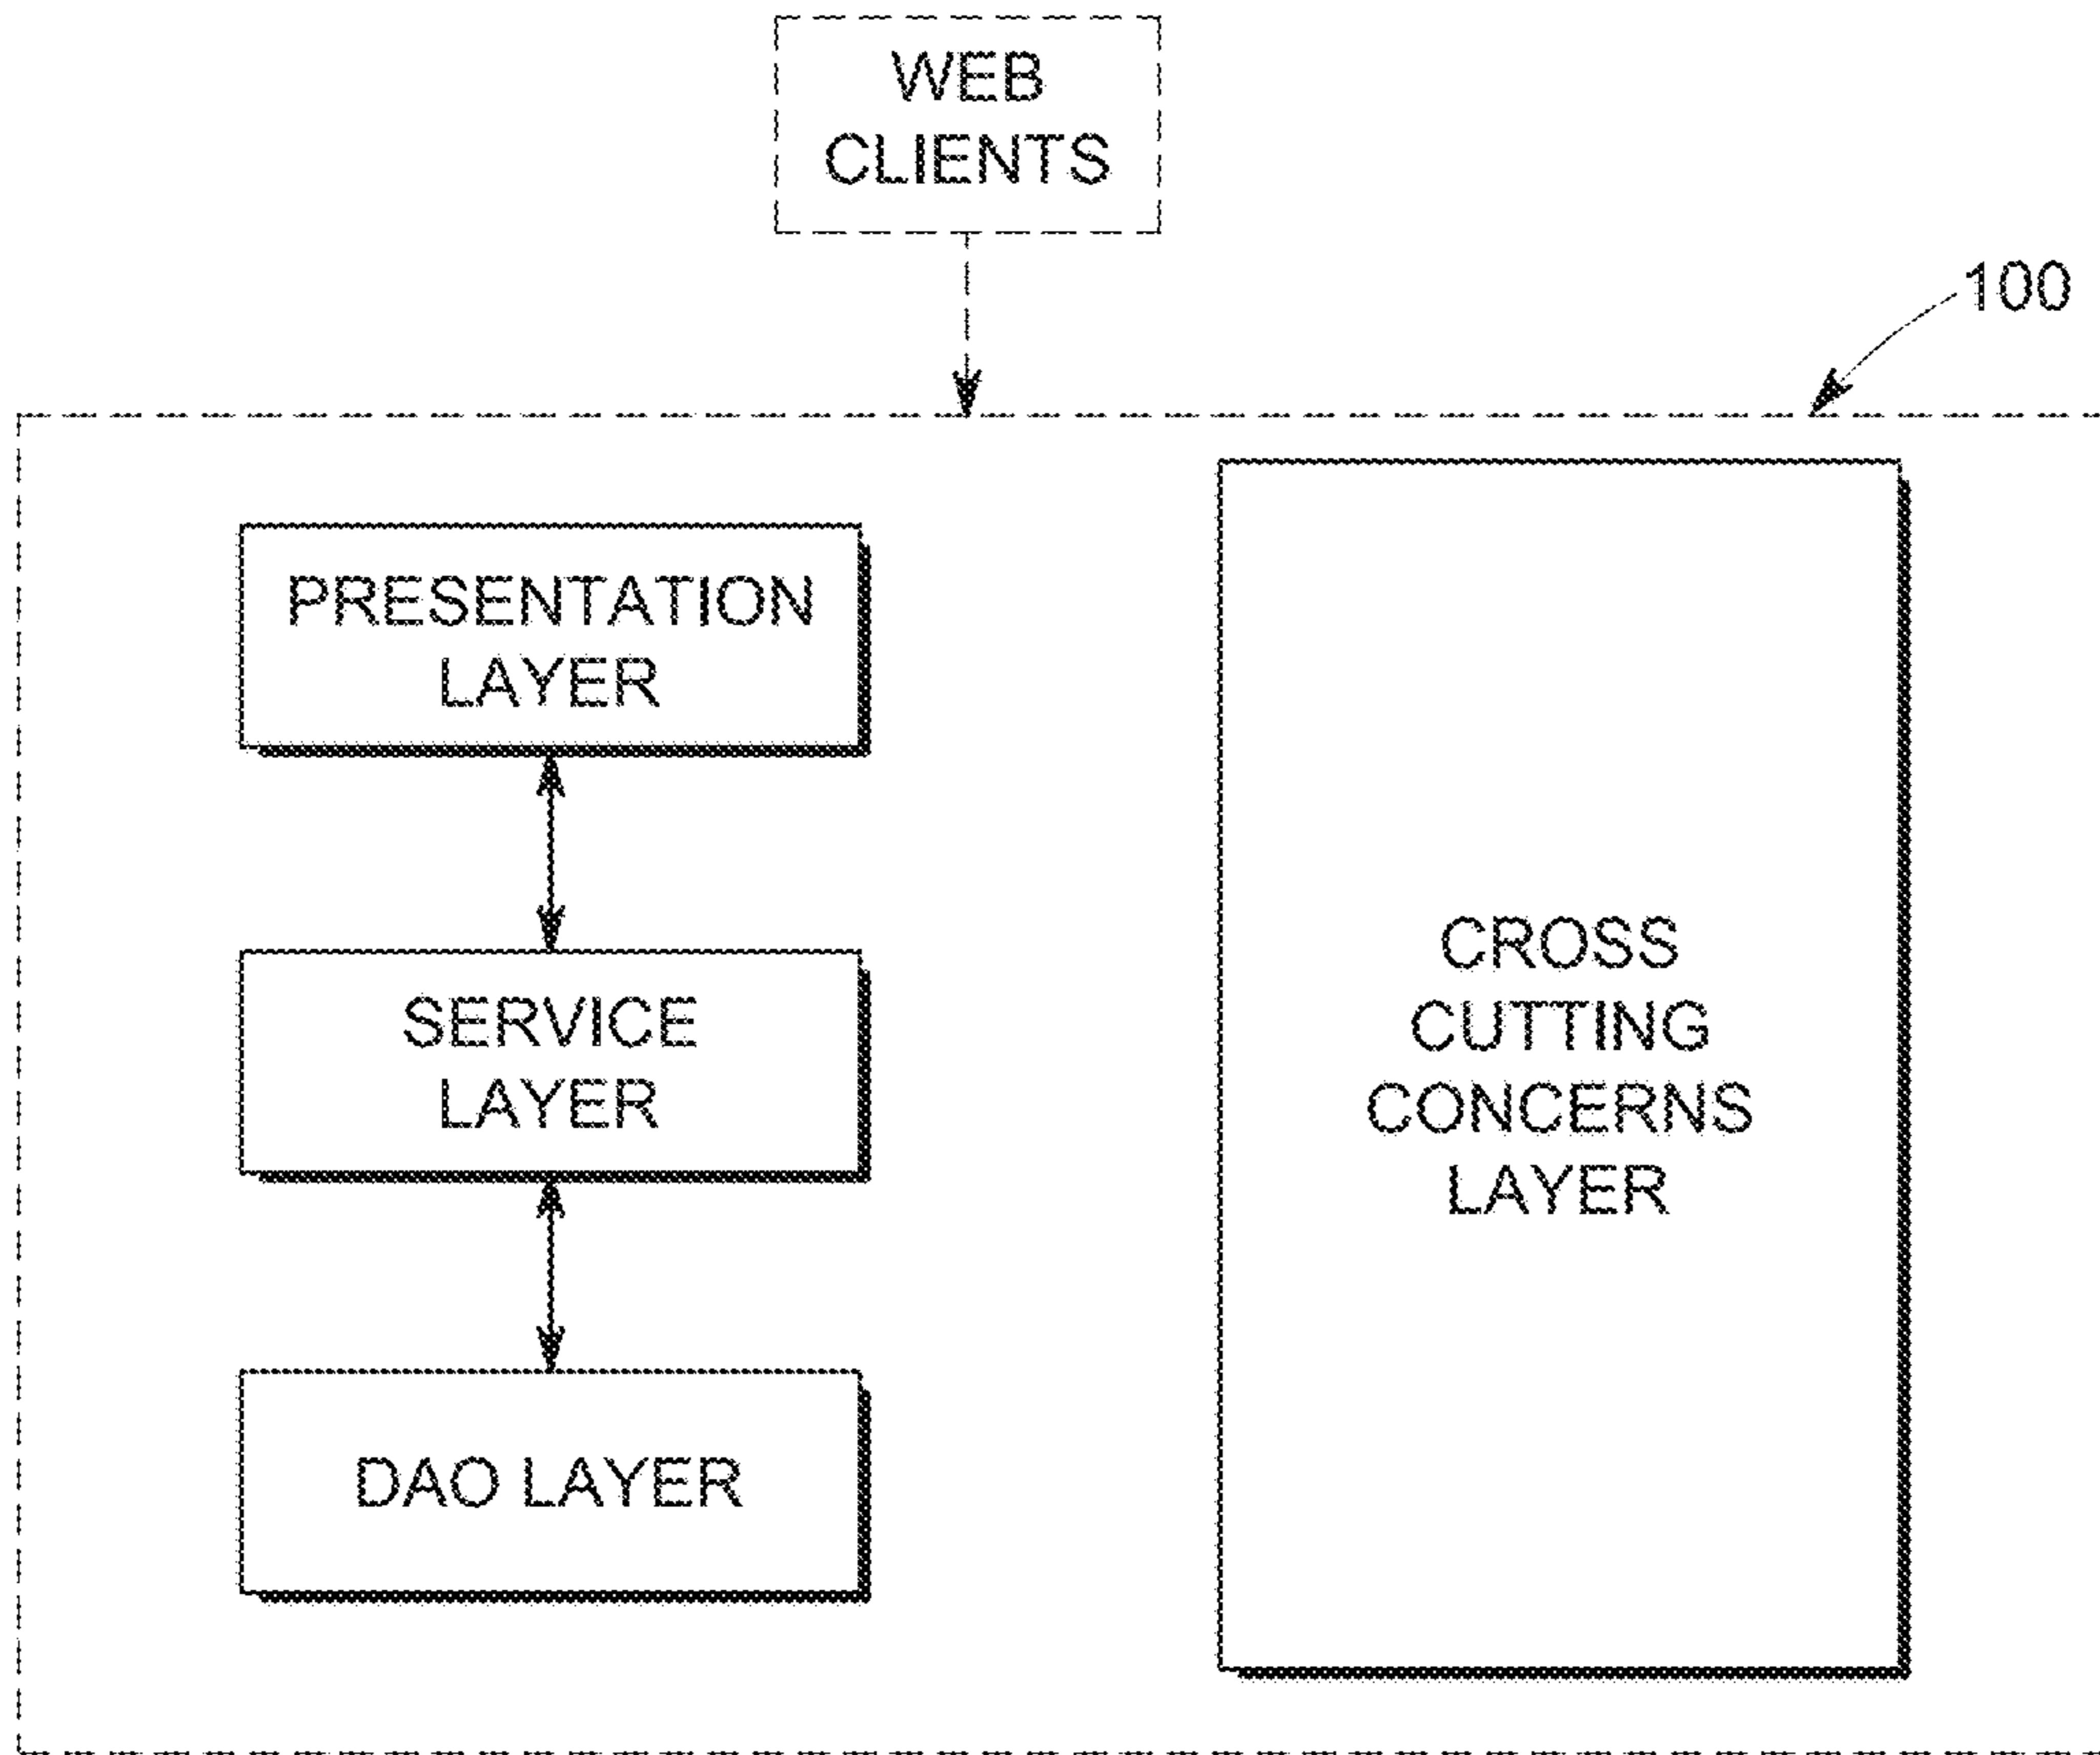 WEB
CLIENTS
100
PRESENTATION
LAYER
SERVICE
LAYER
DAO LAYER
CROSS
CUTTING
CONCERNS
LAYER